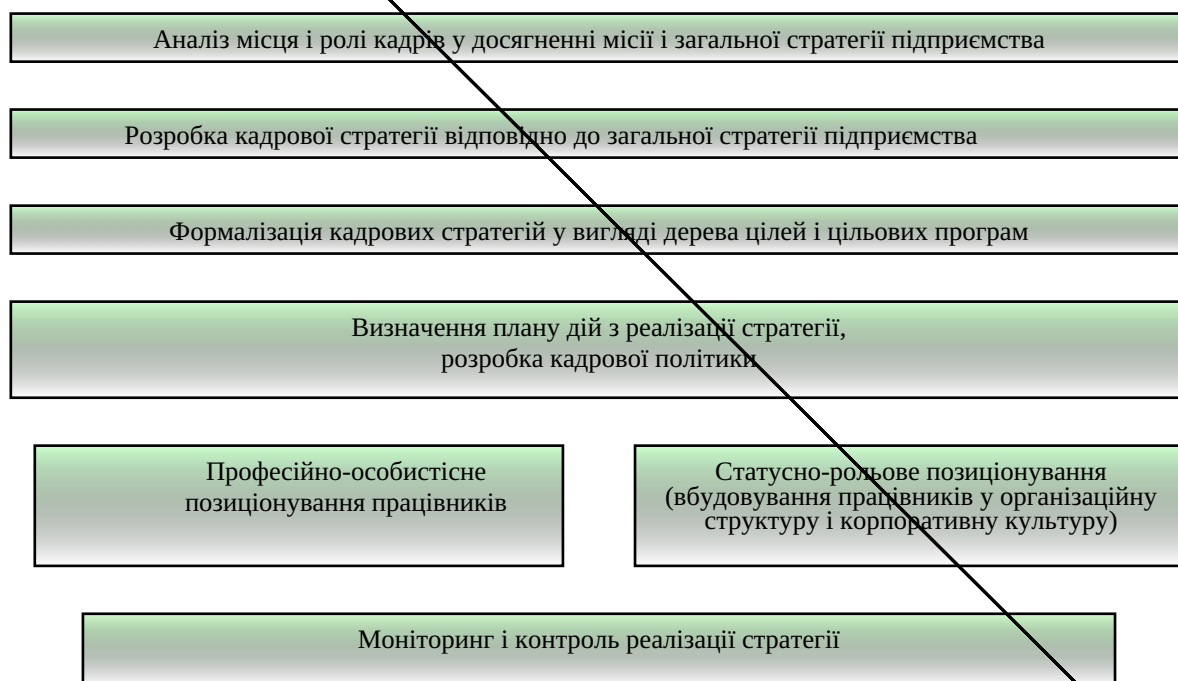 Аналіз місця і ролі кадрів у досягненні місії і загальної стратегії підприємства
Розробка кадрової стратегії відповідно до загальної стратегії підприємства
Формалізація кадрових стратегій у вигляді дерева цілей і цільових програм
Визначення плану дій з реалізації стратегії,
розробка кадрової політики
Професійно-особистісне
позиціонування працівників
Статусно-рольове позиціонування
(вбудовування працівників у організаційну
структуру і корпоративну культуру)
Моніторинг і контроль реалізації стратегії